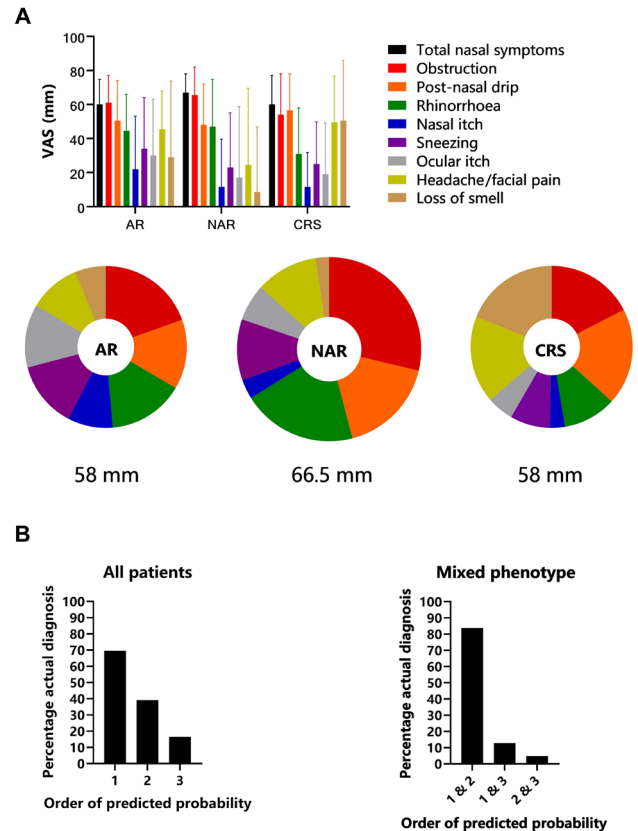 A
VAS (mm)
100
80
60
40
20
0
AR
NAR
CRS
Total nasal symptoms
Obstruction
Post-nasal drip
Rhinorrhoea
Nasal itch
Sneezing
Ocular itch
Headache/facial pain
Loss of smell
AR
NAR
CRS
58 mm
66.5 mm
58 mm
B
All patients
Percentage actual diagnosis
100
90
80
70
60
50
40
30
20
10
0
1
2
3
Order of predicted probability
Mixed phenotype
Percentage actual diagnosis
100
90
80
70
60
50
40
30
20
10
0
1 & 2
1 & 3
2 & 3
Order of predicted probability